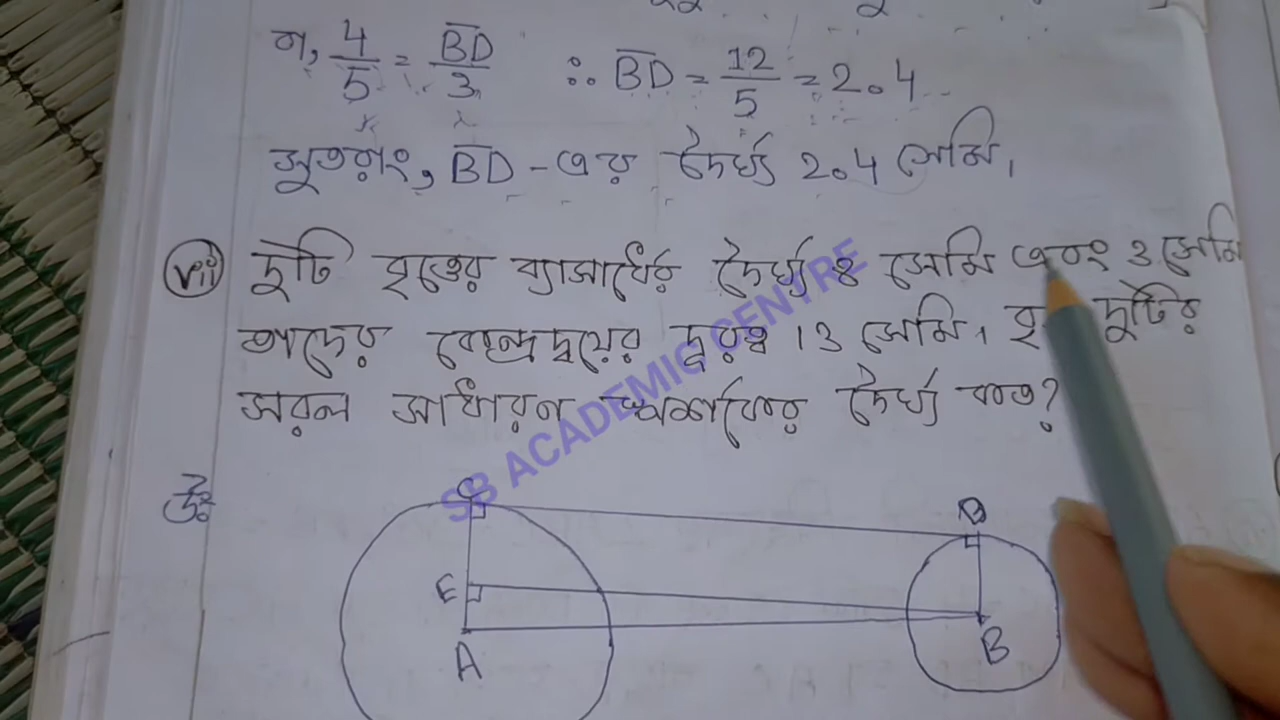 বা, 4/5 = BD/3 ∴ BD = 12/5 = 2.4
সুতরাং, BD - এর দৈর্ঘ্য 2.4 সেমি।
vii দুটি বৃত্তের ব্যাসার্ধের দৈর্ঘ্য ৪ সেমি এবং 3 সেমি
তাদের কেন্দ্রদ্বয়ের দূরত্ব 13 সেমি। দুটির
সরল সাধারণ স্পর্শকের দৈর্ঘ্য কত?
উঃ
C D
E
A B
SB ACADEMIC CENTRE